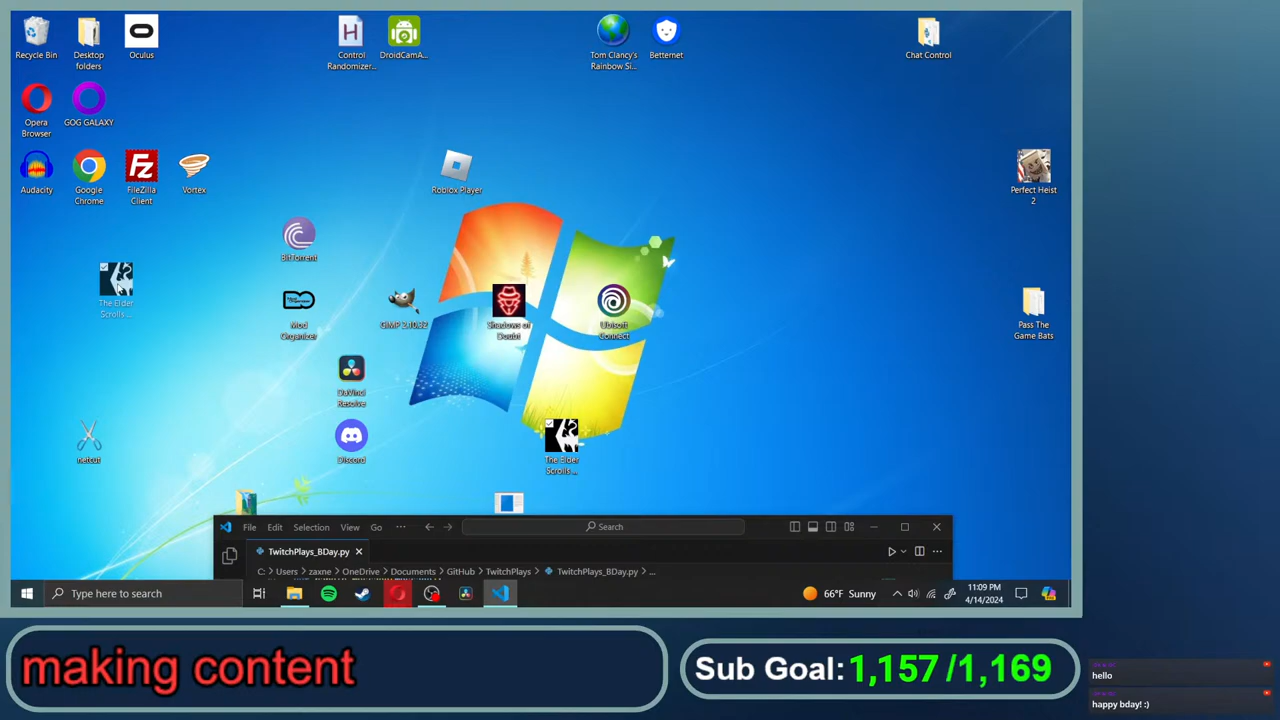 Recycle Bin
Desktop folders
Oculus
Control Randomizer...
DroidCamA...
Tom Clancy's Rainbow Si...
Betternet
Chat Control
Opera Browser
GOG GALAXY
Audacity
Google Chrome
FileZilla Client
Vortex
Roblox Player
Perfect Heist 2
BitTorrent
The Elder Scrolls ...
Mod Organizer
GIMP 2.10.32
Shadows of Doubt
Ubisoft Connect
Pass The Game Bats
DaVinci Resolve
netcut
Discord
The Elder Scrolls...
File Edit Selection View Go ... Search
TwitchPlays_BDay.py
C: > Users > zaxne > OneDrive > Documents > GitHub > TwitchPlays > TwitchPlays_BDay.py > ...
Type here to search
66°F Sunny
11:09 PM
4/14/2024
making content
Sub Goal: 1,157 /1,169
hello
happy bday! :)